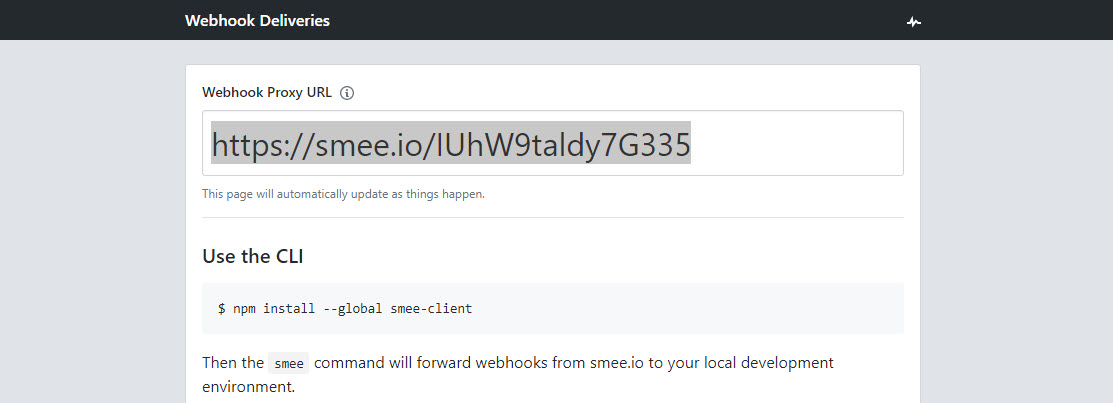 Webhook Deliveries
Webhook Proxy URL
https://smee.io/lUhW9taldy7G335
This page will automatically update as things happen.
Use the CLI
$ npm install --global smee-client
Then the smee command will forward webhooks from smee.io to your local development
environment.